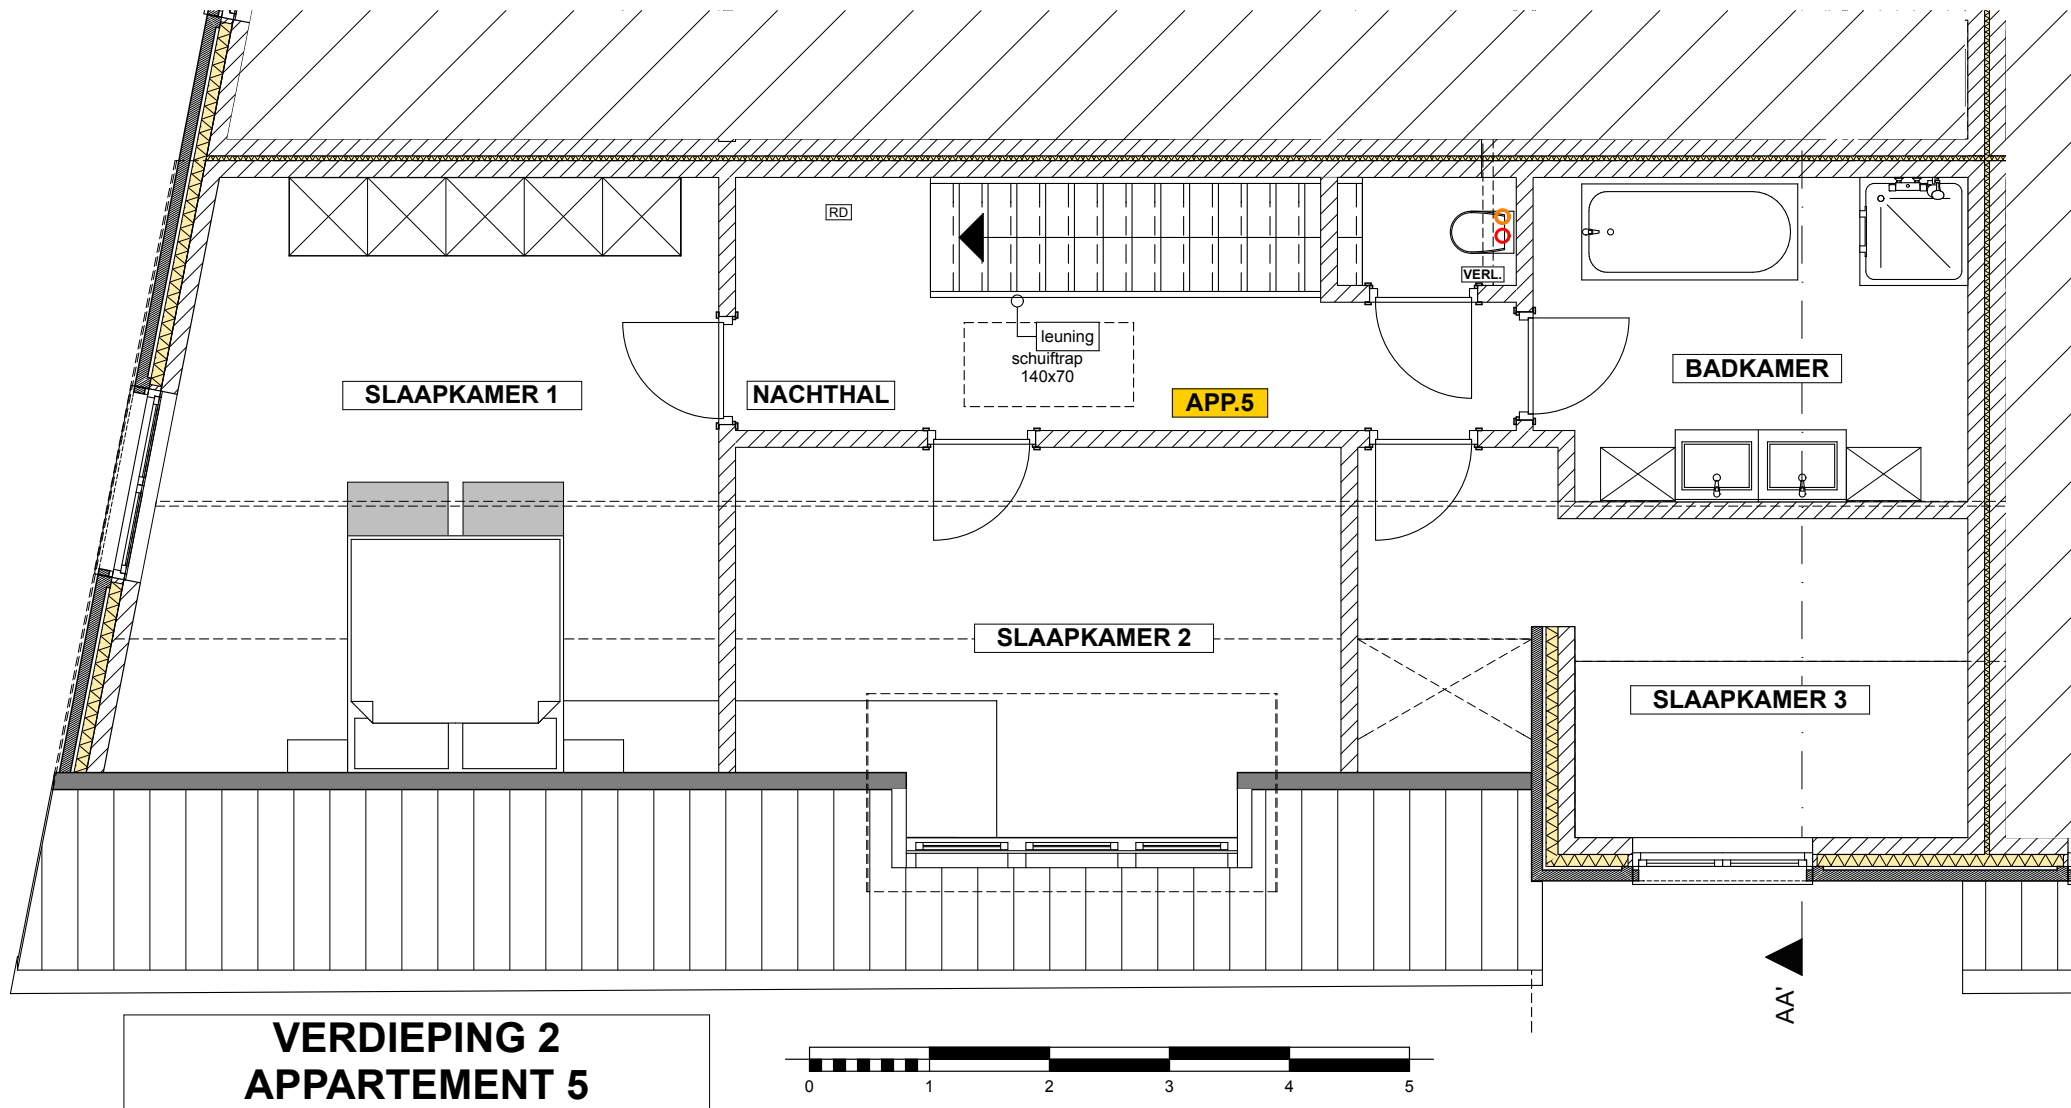 RD
VERL.
leuning
schuiftrap
140x70
SLAAPKAMER 1
NACHTHAL
APP.5
BADKAMER
SLAAPKAMER 2
SLAAPKAMER 3
AA'
VERDIEPING 2
APPARTEMENT 5
0 1 2 3 4 5